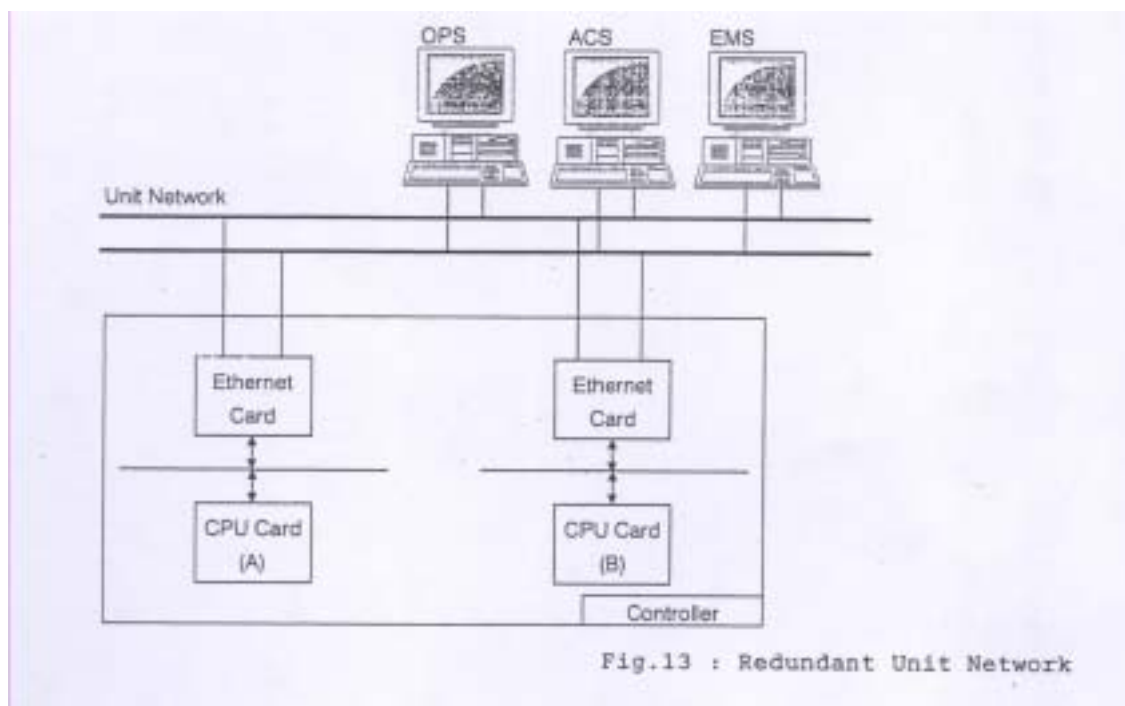 OPS ACS EMS
Unit Network
Ethernet
Card
Ethernet
Card
CPU Card
(A)
CPU Card
(B)
Controller
Fig.13 : Redundant Unit Network